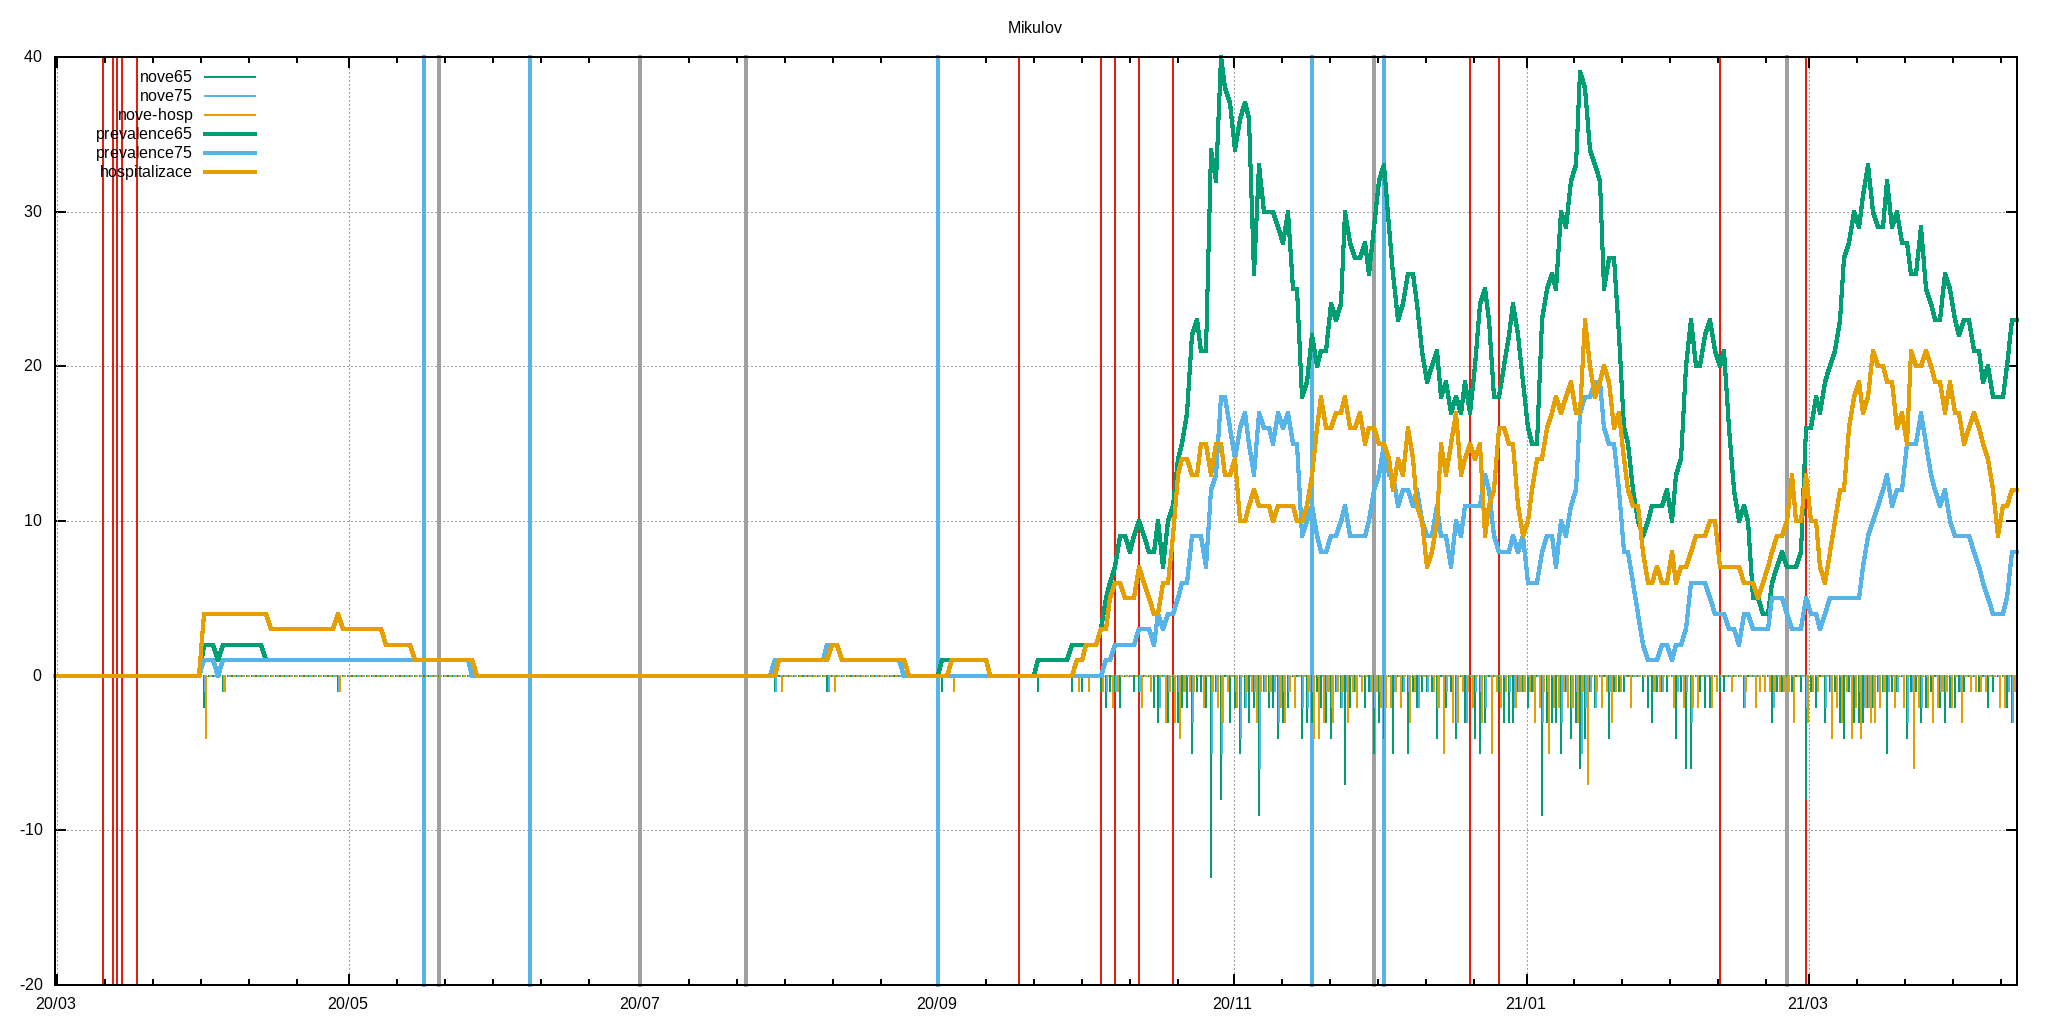 Mikulov
40
nove65
nove75
nove-hosp
prevalence65
prevalence75
hospitalizace
30
20
10
0
-10
-20
20/03 20/05 20/07 20/09 20/11 21/01 21/03